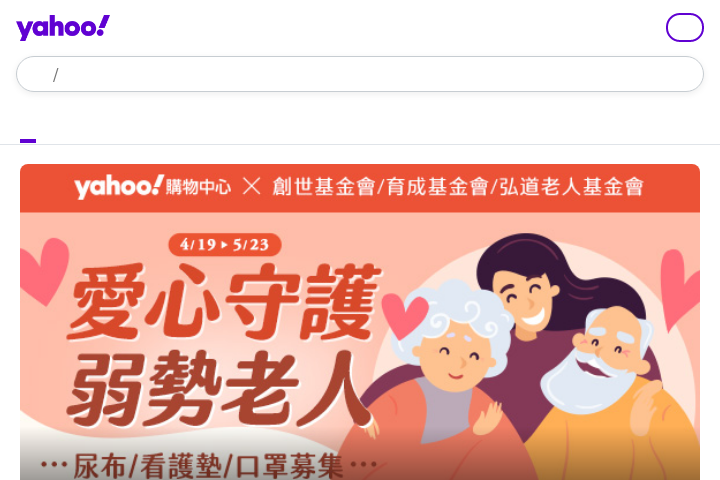 yahoo!
/
yahoo!購物中心 × 創世基金會/育成基金會/弘道老人基金會
4/19 ▸ 5/23
愛心守護
弱勢老人
···尿布/看護墊/口罩募集···